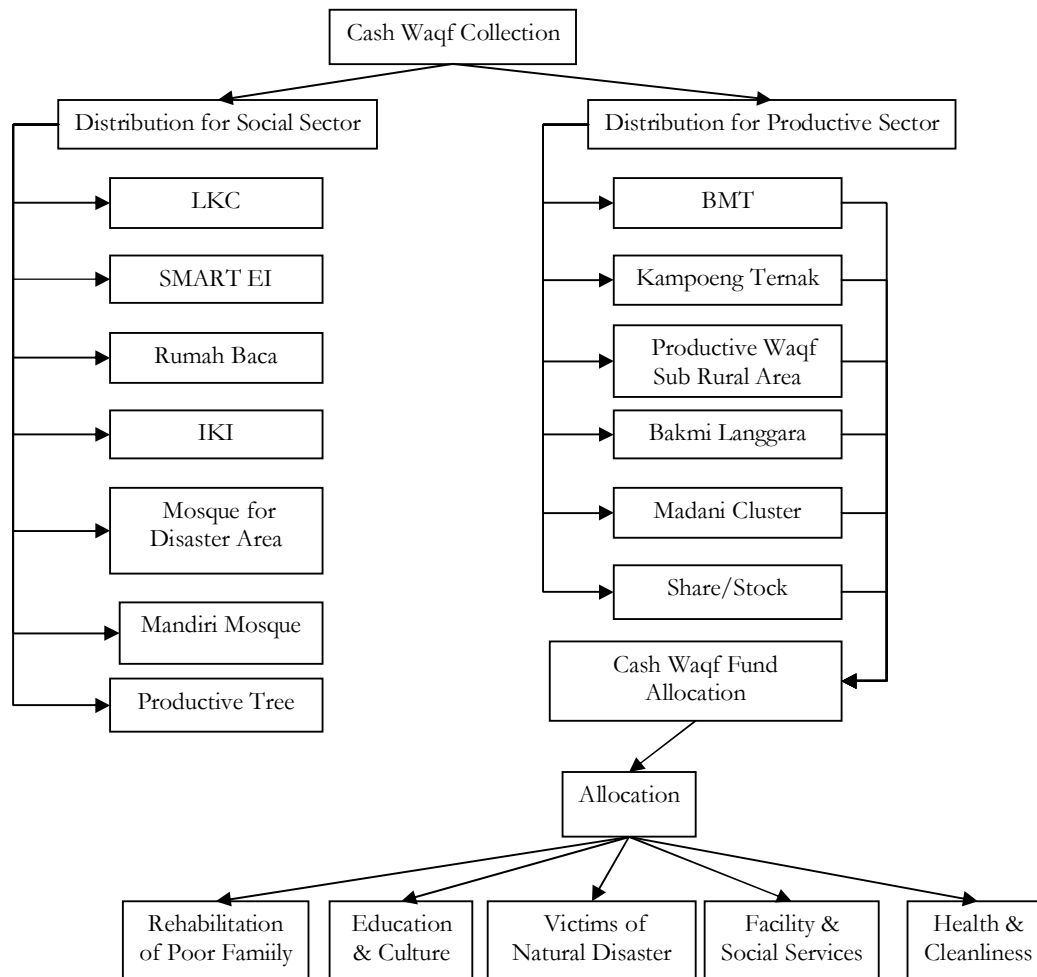 Cash Waqf Collection
Distribution for Social Sector
Distribution for Productive Sector
LKC
SMART EI
Rumah Baca
IKI
Mosque for
Disaster Area
Mandiri Mosque
Productive Tree
BMT
Kampoeng Ternak
Productive Waqf
Sub Rural Area
Bakmi Langgara
Madani Cluster
Share/Stock
Cash Waqf Fund
Allocation
Allocation
Rehabilitation
of Poor Famiily
Education
& Culture
Victims of
Natural Disaster
Facility &
Social Services
Health &
Cleanliness